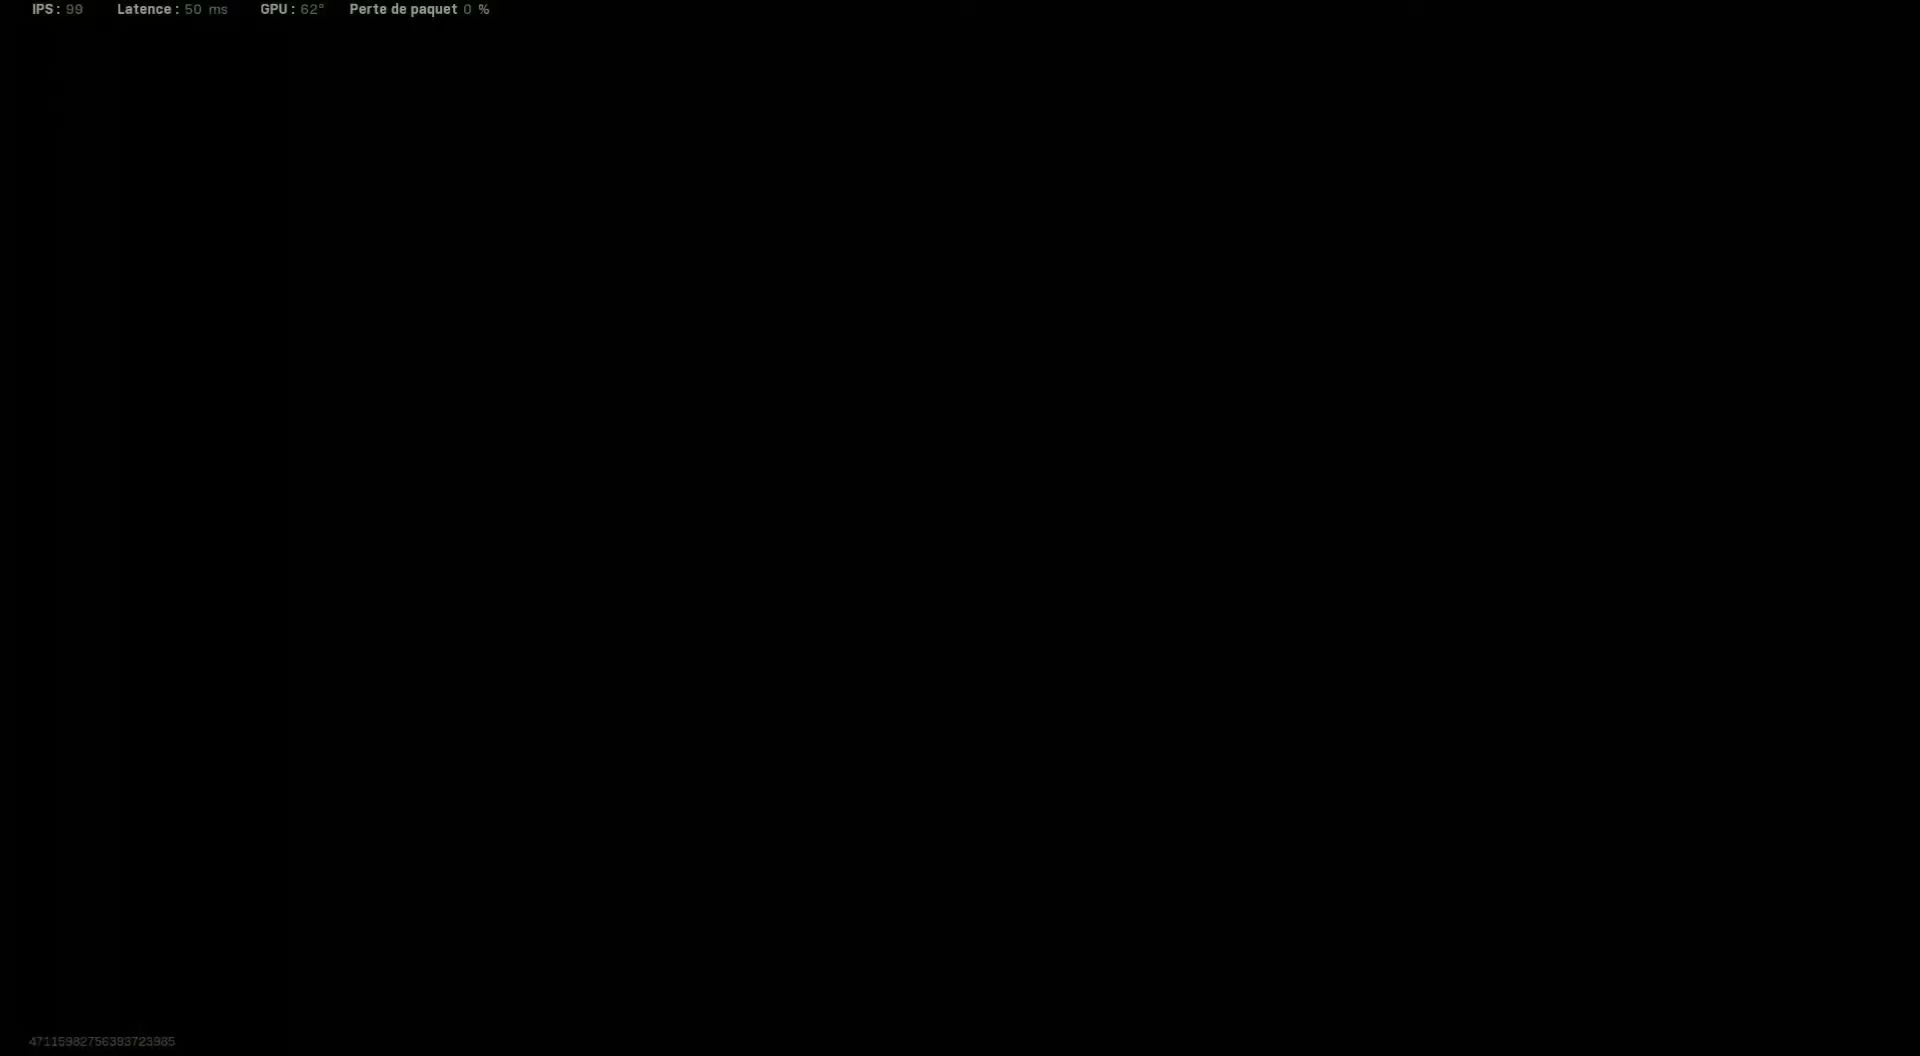 IPS : 99 Latence : 50 ms GPU : 62° Perte de paquet 0 %
47115982756393723985